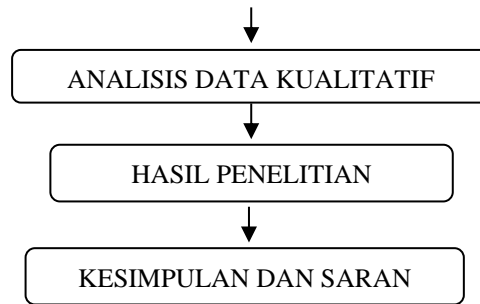 ANALISIS DATA KUALITATIF
HASIL PENELITIAN
KESIMPULAN DAN SARAN